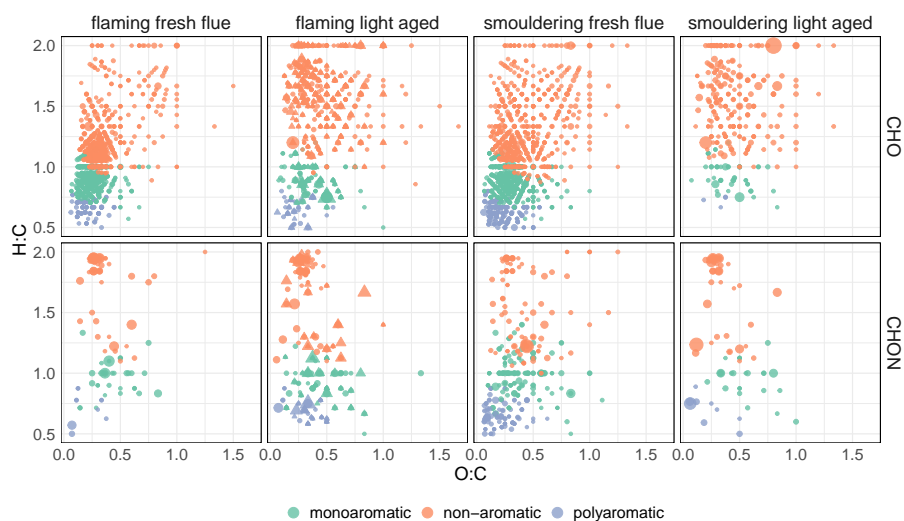 flaming fresh flue flaming light aged smouldering fresh flue smouldering light aged
2.0
1.5
1.0
0.5
CHO
H:C
2.0
1.5
1.0
0.5
CHON
0.0 0.5 1.0 1.5 0.0 0.5 1.0 1.5 0.0 0.5 1.0 1.5 0.0 0.5 1.0 1.5
O:C
monoaromatic non−aromatic polyaromatic